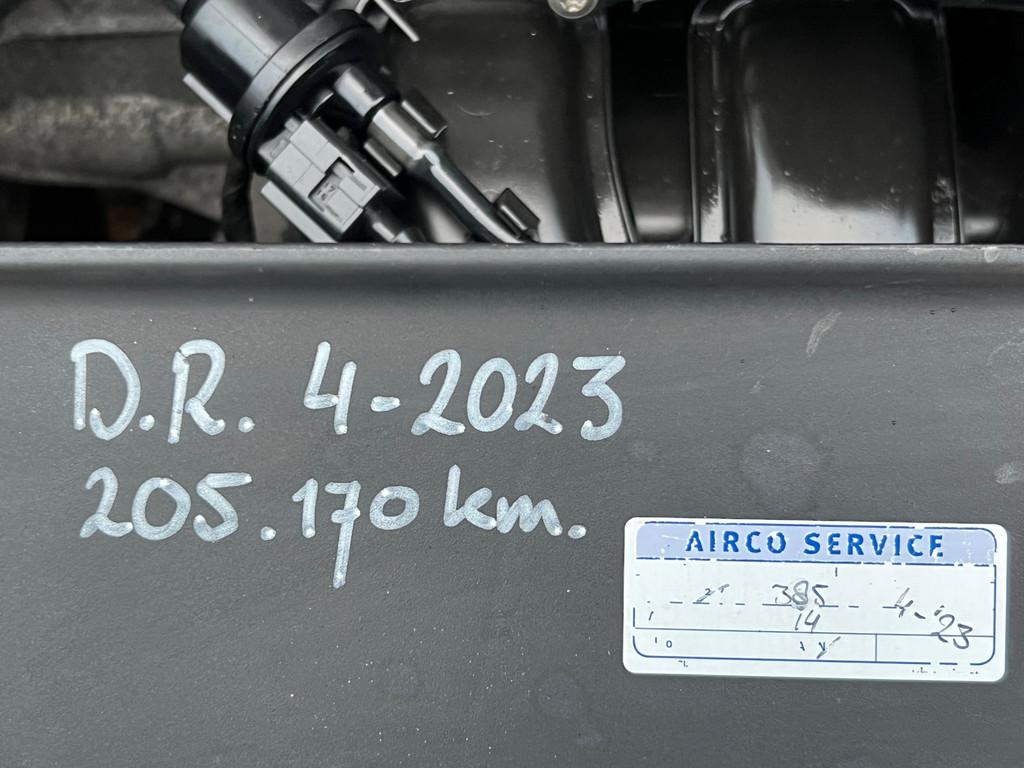 D.R. 4-2023
205.170 km.
AIRCO SERVICE
385 4-'23
14